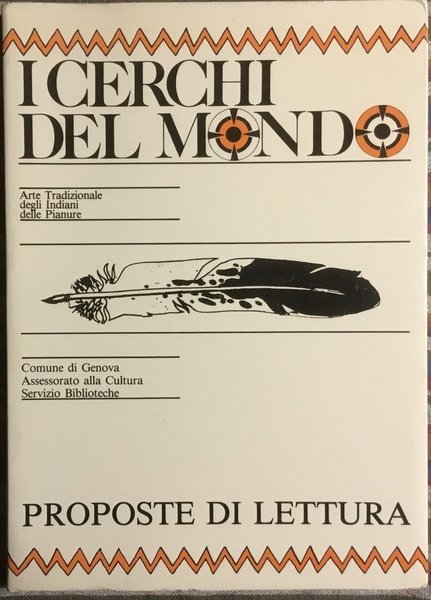 I CERCHI
DEL MONDO
Arte Tradizionale
degli Indiani
delle Pianure
Comune di Genova
Assessorato alla Cultura
Servizio Biblioteche
PROPOSTE DI LETTURA